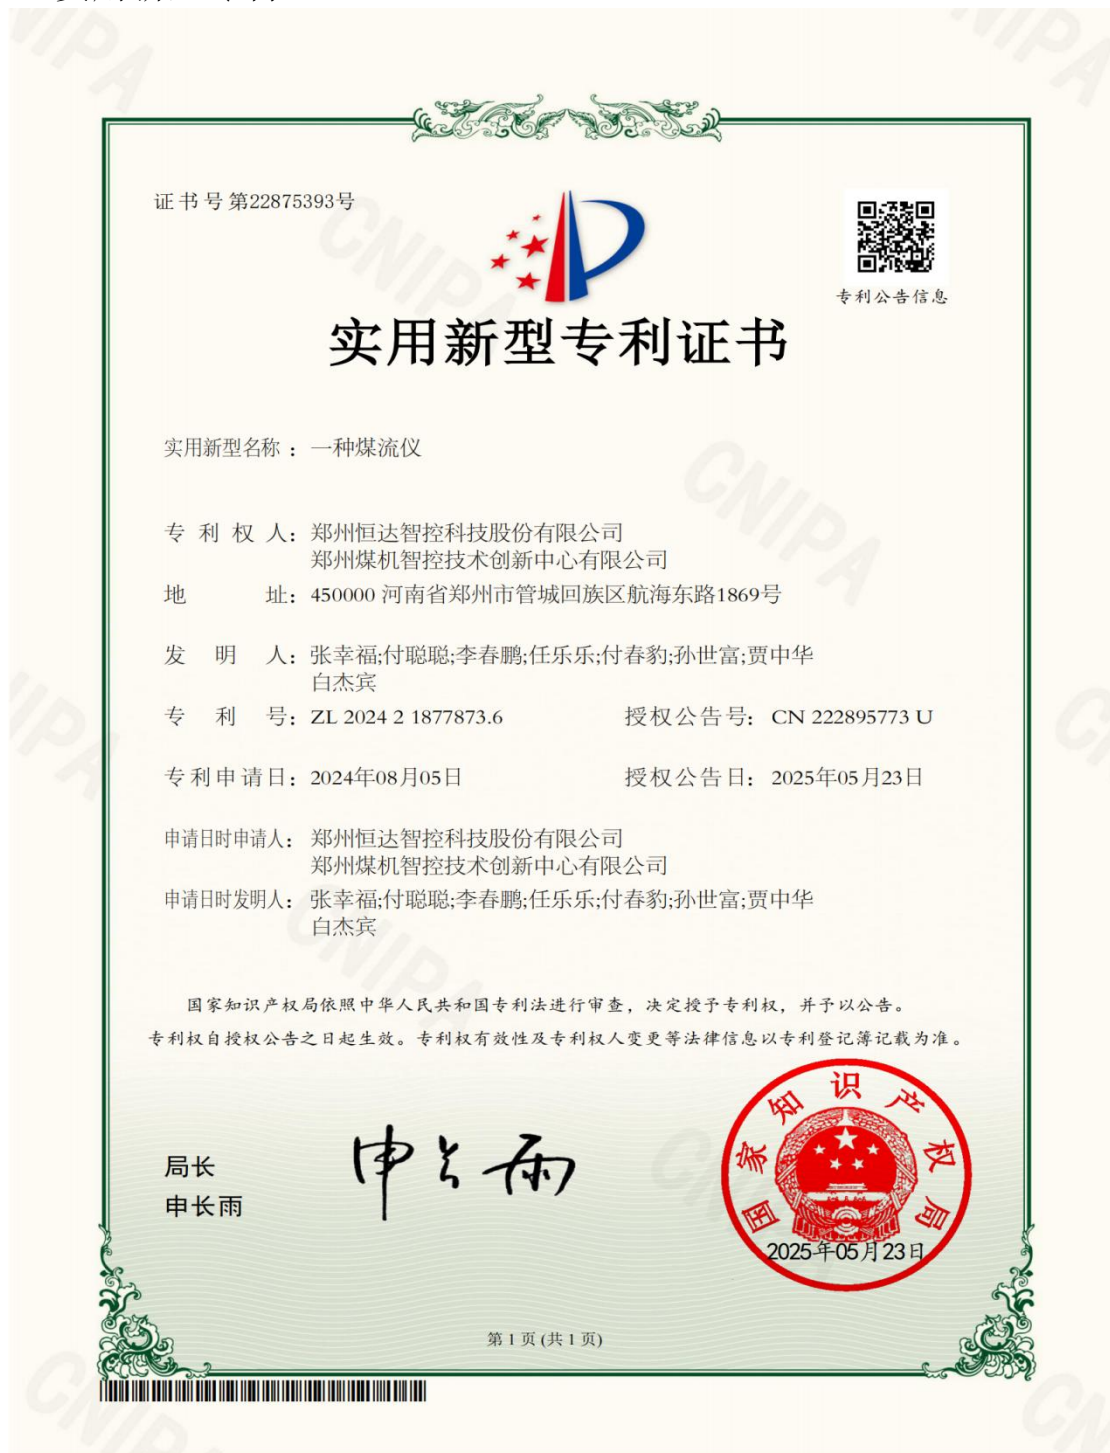 证书号第22875393号
专利公告信息
实用新型专利证书
实用新型名称：一种煤流仪
专利权人：郑州恒达智控科技股份有限公司
郑州煤机智控技术创新中心有限公司
地址：450000 河南省郑州市管城回族区航海东路1869号
发明人：张幸福;付聪聪;李春鹏;任乐乐;付春豹;孙世富;贾中华
白杰宾
专利号：ZL 2024 2 1877873.6 授权公告号：CN 222895773 U
专利申请日：2024年08月05日 授权公告日：2025年05月23日
申请日时申请人：郑州恒达智控科技股份有限公司
郑州煤机智控技术创新中心有限公司
申请日时发明人：张幸福;付聪聪;李春鹏;任乐乐;付春豹;孙世富;贾中华
白杰宾
国家知识产权局依照中华人民共和国专利法进行审查，决定授予专利权，并予以公告。
专利权自授权公告之日起生效。专利权有效性及专利权人变更等法律信息以专利登记簿记载为准。
局长
申长雨
申长雨
国家知识产权局
2025年05月23日
第 1 页 (共 1 页)
CNIPA